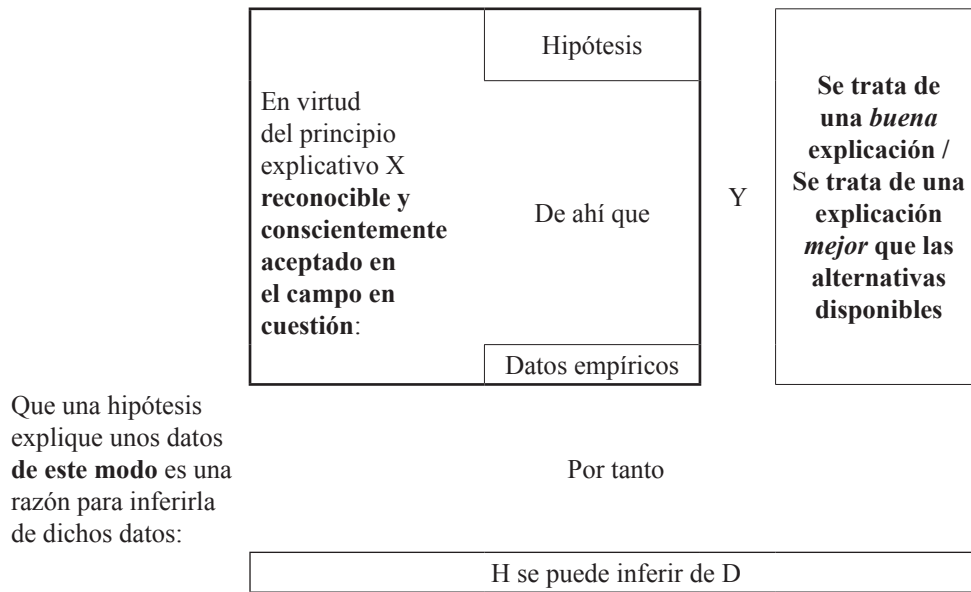 Hipótesis
En virtud
del principio
explicativo X
reconocible y
conscientemente
aceptado en
el campo en
cuestión:
De ahí que
Datos empíricos
Y
Se trata de
una buena
explicación /
Se trata de una
explicación
mejor que las
alternativas
disponibles
Que una hipótesis
explique unos datos
de este modo es una
razón para inferirla
de dichos datos:
Por tanto
H se puede inferir de D